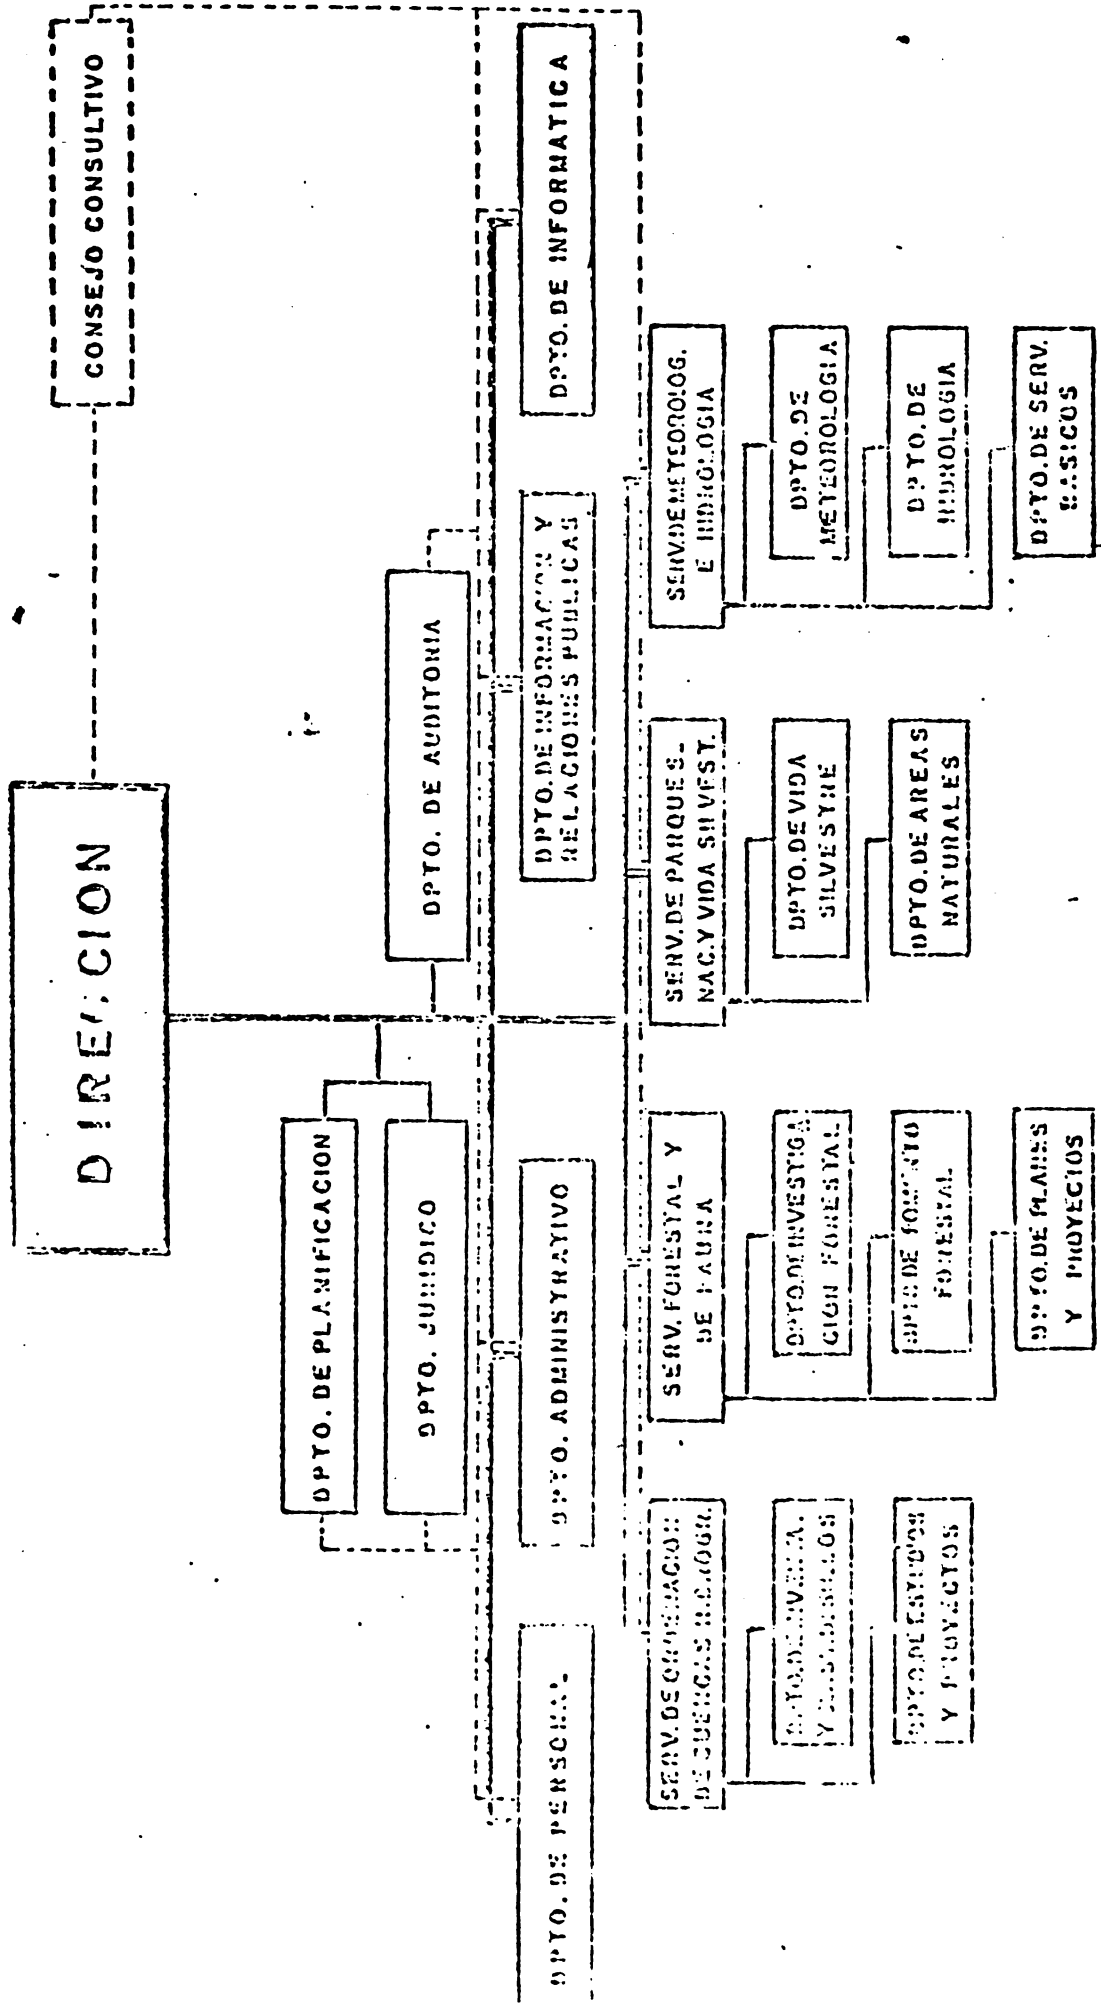 DIRECCION
CONSEJO CONSULTIVO
DPTO. DE PLANIFICACION
DPTO. JURIDICO
DPTO. DE AUDITORIA
DPTO. DE PERSONAL
DPTO. ADMINISTRATIVO
DPTO. DE INFORMACION Y
RELACIONES PUBLICAS
DPTO. DE INFORMATICA
SERV. DE ORDENACION
DE CUENCAS
SERV. FORESTAL Y
DE FAUNA
SERV. DE PARQUES.
NAC. Y VIDA SILVEST.
SERV. DE METEOROLOG.
E HIDROLOGIA
DPTO. DE INVESTIGA
CION FORESTAL
DPTO. DE VIDA
SILVESTRE
DPTO. DE
METEOROLOGIA
DPTO. DE ESTUDIOS
Y PROYECTOS
DPTO. DE FOMENTO
FORESTAL
DPTO. DE AREAS
NATURALES
DPTO. DE
HIDROLOGIA
DPTO. DE PLANES
Y PROYECTOS
DPTO. DE SERV.
BASICOS